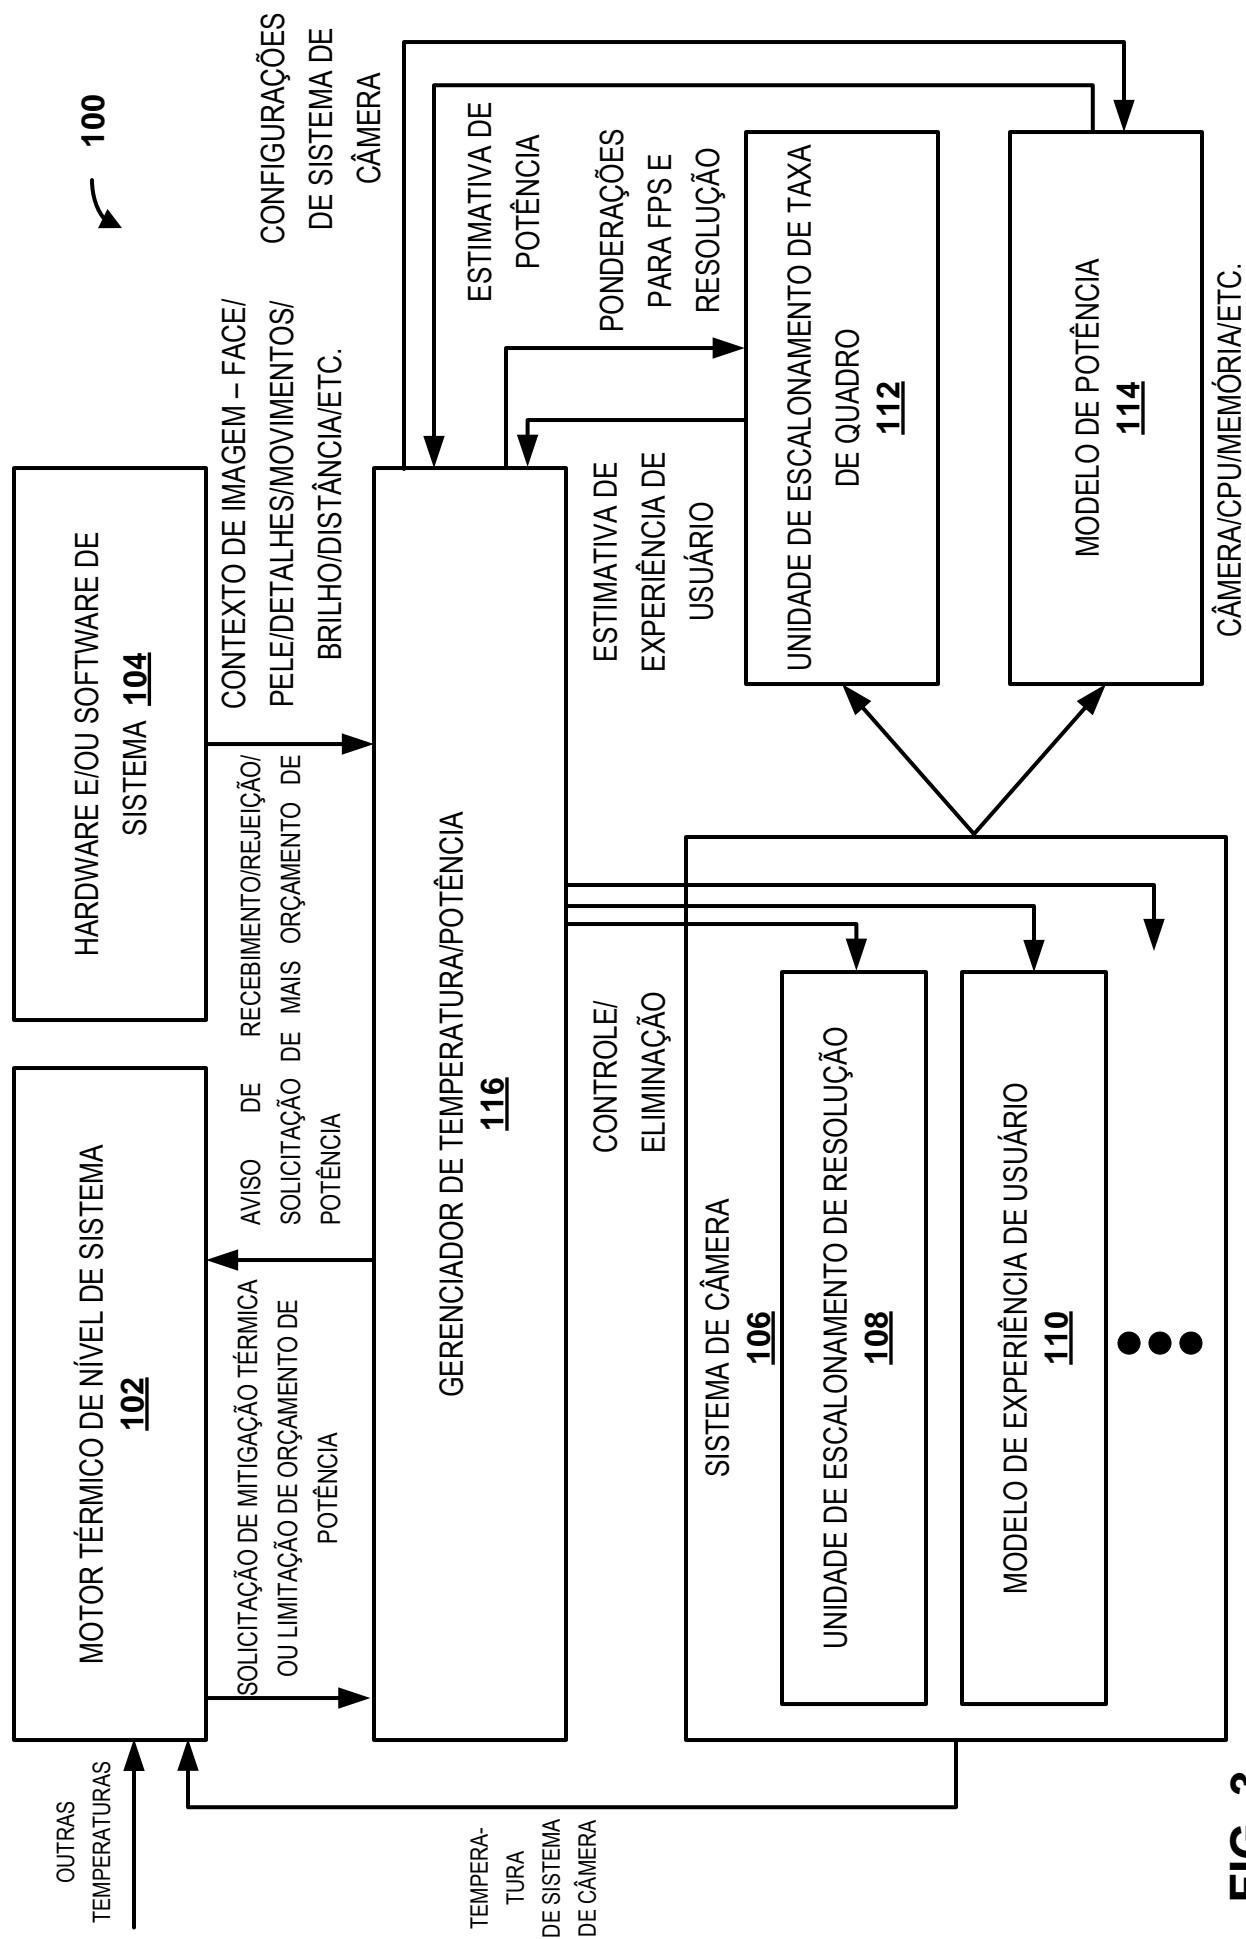 100
MOTOR TÉRMICO DE NÍVEL DE SISTEMA
102
HARDWARE E/OU SOFTWARE DE
SISTEMA 104
OUTRAS
TEMPERATURAS
SOLICITAÇÃO DE MITIGAÇÃO TÉRMICA
OU LIMITAÇÃO DE ORÇAMENTO DE
POTÊNCIA
AVISO DE RECEBIMENTO/REJEIÇÃO/
SOLICITAÇÃO DE MAIS ORÇAMENTO DE
POTÊNCIA
CONTEXTO DE IMAGEM – FACE/
PELE/DETALHES/MOVIMENTOS/
BRILHO/DISTÂNCIA/ETC.
CONFIGURAÇÕES
DE SISTEMA DE
CÂMERA
GERENCIADOR DE TEMPERATURA/POTÊNCIA
116
ESTIMATIVA DE
POTÊNCIA
TEMPERA-
TURA
DE SISTEMA
DE CÂMERA
CONTROLE/
ELIMINAÇÃO
ESTIMATIVA DE
EXPERIÊNCIA DE
USUÁRIO
PONDERAÇÕES
PARA FPS E
RESOLUÇÃO
SISTEMA DE CÂMERA
106
UNIDADE DE ESCALONAMENTO DE RESOLUÇÃO
108
MODELO DE EXPERIÊNCIA DE USUÁRIO
110
UNIDADE DE ESCALONAMENTO DE TAXA
DE QUADRO
112
MODELO DE POTÊNCIA
114
CÂMERA/CPU/MEMÓRIA/ETC.
FIG. 3